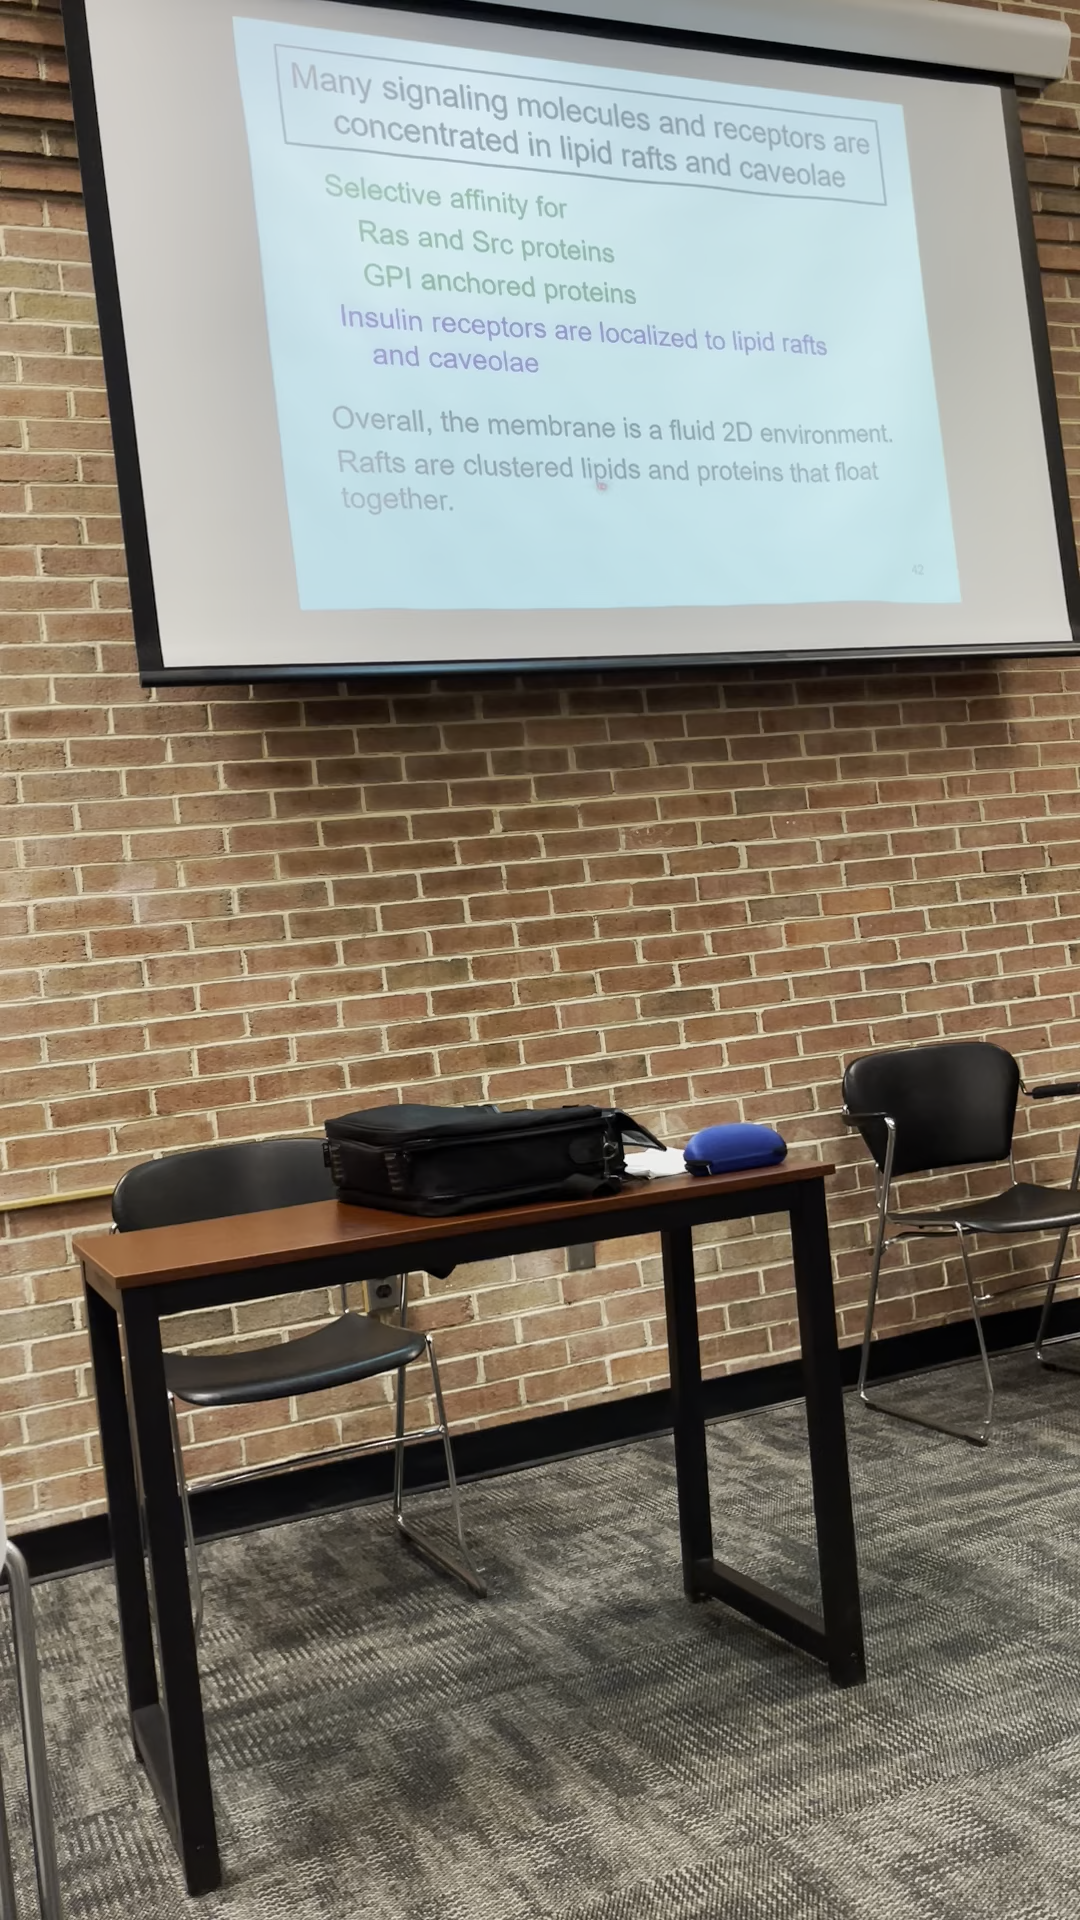 Many signaling molecules and receptors are
concentrated in lipid rafts and caveolae
Selective affinity for
Ras and Src proteins
GPI anchored proteins
Insulin receptors are localized to lipid rafts
and caveolae
Overall, the membrane is a fluid 2D environment.
Rafts are clustered lipids and proteins that float
together.
42